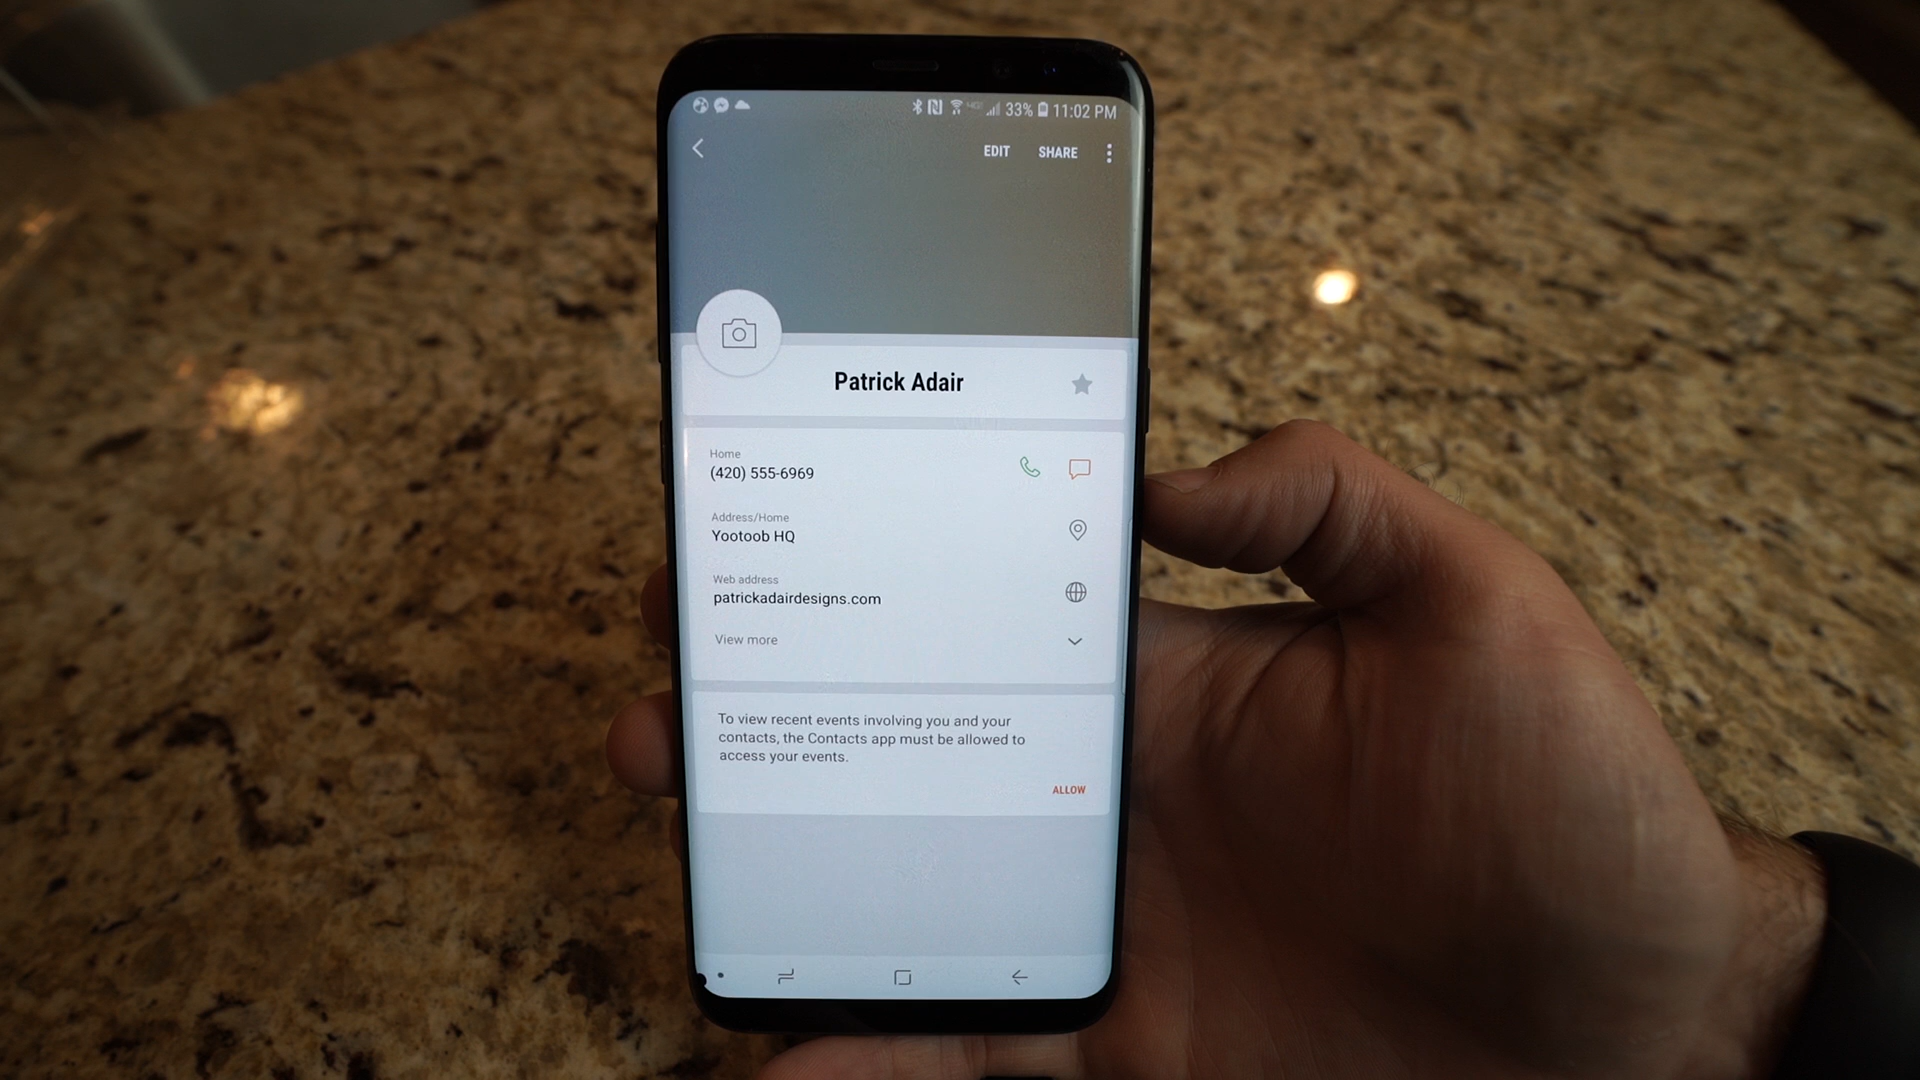 33% 11:02 PM
EDIT SHARE
Patrick Adair
Home
(420) 555-6969
Address/Home
Yootoob HQ
Web address
patrickadairdesigns.com
View more
To view recent events involving you and your
contacts, the Contacts app must be allowed to
access your events.
ALLOW